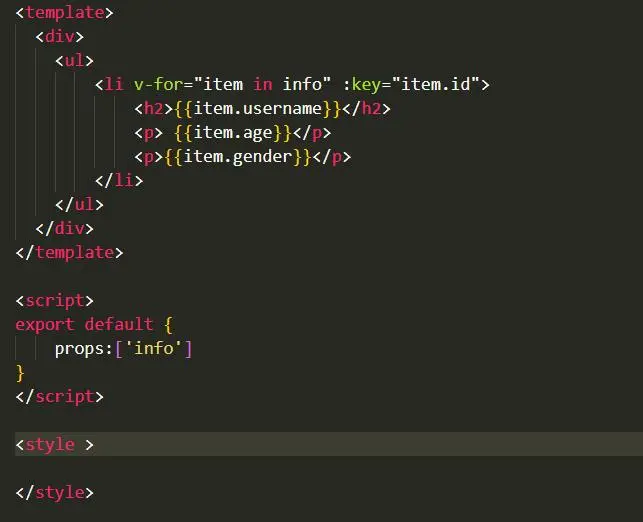 <template>
<div>
<ul>
<li v-for="item in info" :key="item.id">
<h2>{{item.username}}</h2>
<p> {{item.age}}</p>
<p>{{item.gender}}</p>
</li>
</ul>
</div>
</template>
<script>
export default {
props:['info']
}
</script>
<style >
</style>